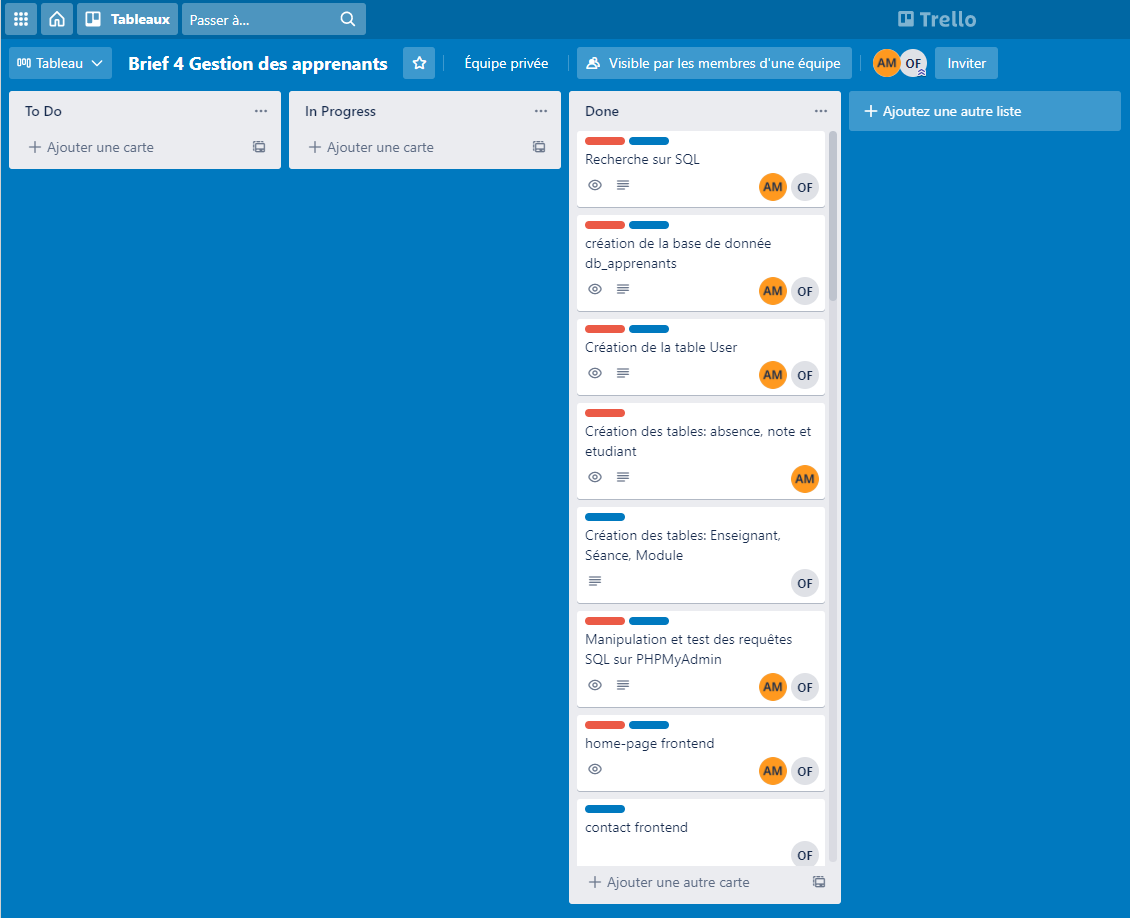 Tableaux
Passer à...
Trello
Tableau
Brief 4 Gestion des apprenants
Équipe privée
Visible par les membres d'une équipe
AM
OF
Inviter
To Do
Ajouter une carte
In Progress
Ajouter une carte
Done
Recherche sur SQL
AM OF
création de la base de donnée
db_apprenants
AM OF
Création de la table User
AM OF
Création des tables: absence, note et
etudiant
AM
Création des tables: Enseignant,
Séance, Module
OF
Manipulation et test des requêtes
SQL sur PHPMyAdmin
AM OF
home-page frontend
AM OF
contact frontend
OF
Ajouter une autre carte
Ajoutez une autre liste